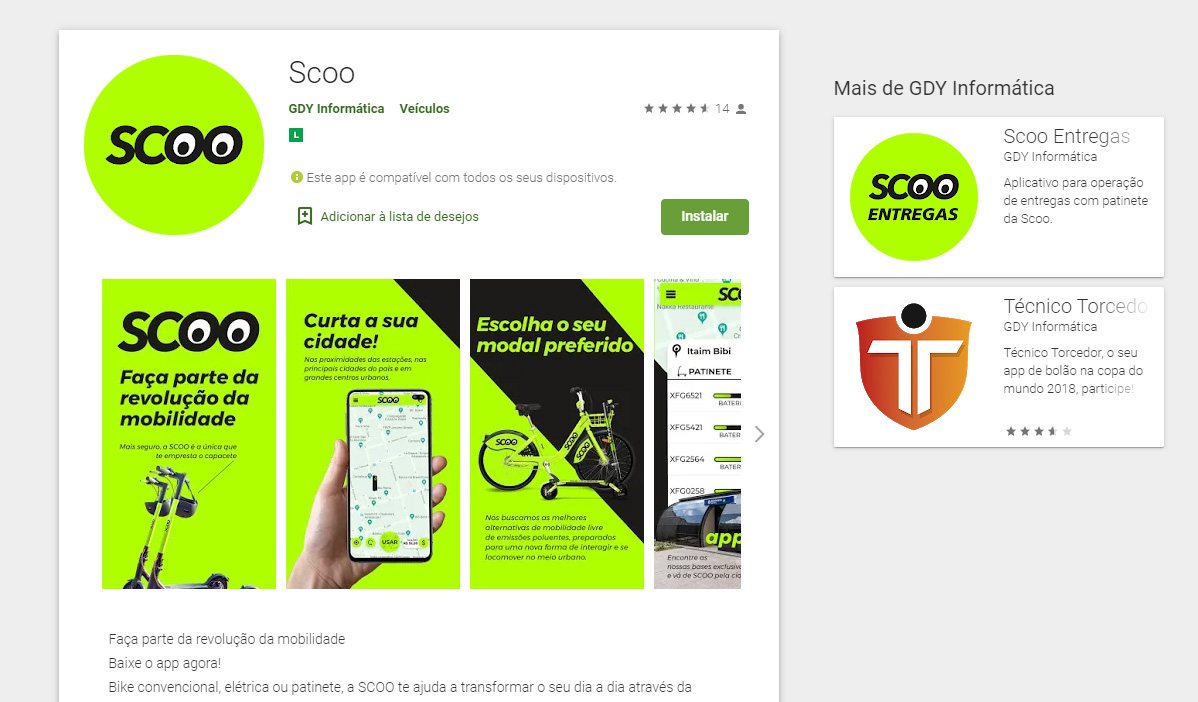 SCOO
Scoo
GDY Informática Veículos
14
L
Este app é compatível com todos os seus dispositivos.
Adicionar à lista de desejos
Instalar
SCOO
Faça parte da
revolução da
mobilidade
Mais seguro, a SCOO é a única que
te empresta o capacete
Curta a sua
cidade!
Nas proximidades das estações, nas
principais cidades do país e em
grandes centros urbanos.
SCOO
USAR
Escolha o seu
modal preferido
SCOO
SCOO
Nós buscamos as melhores
alternativas de mobilidade livre
de emissões poluentes, preparados
para uma nova forma de interagir e se
locomover no meio urbano.
Nakka Restaurante
Itaim Bibi
PATINETE
XFG6521
BATER
XFG5421
BATER
XFG2564
BATER
XFG0258
app
Encontre as
nossas bases exclusiv
e vá de SCOO pela cid
Faça parte da revolução da mobilidade
Baixe o app agora!
Bike convencional, elétrica ou patinete, a SCOO te ajuda a transformar o seu dia a dia através da
Mais de GDY Informática
SCOO
ENTREGAS
Scoo Entregas
GDY Informática
Aplicativo para operação
de entregas com patinete
da Scoo.
Técnico Torcedo
GDY Informática
Técnico Torcedor, o seu
app de bolão na copa do
mundo 2018, participe!